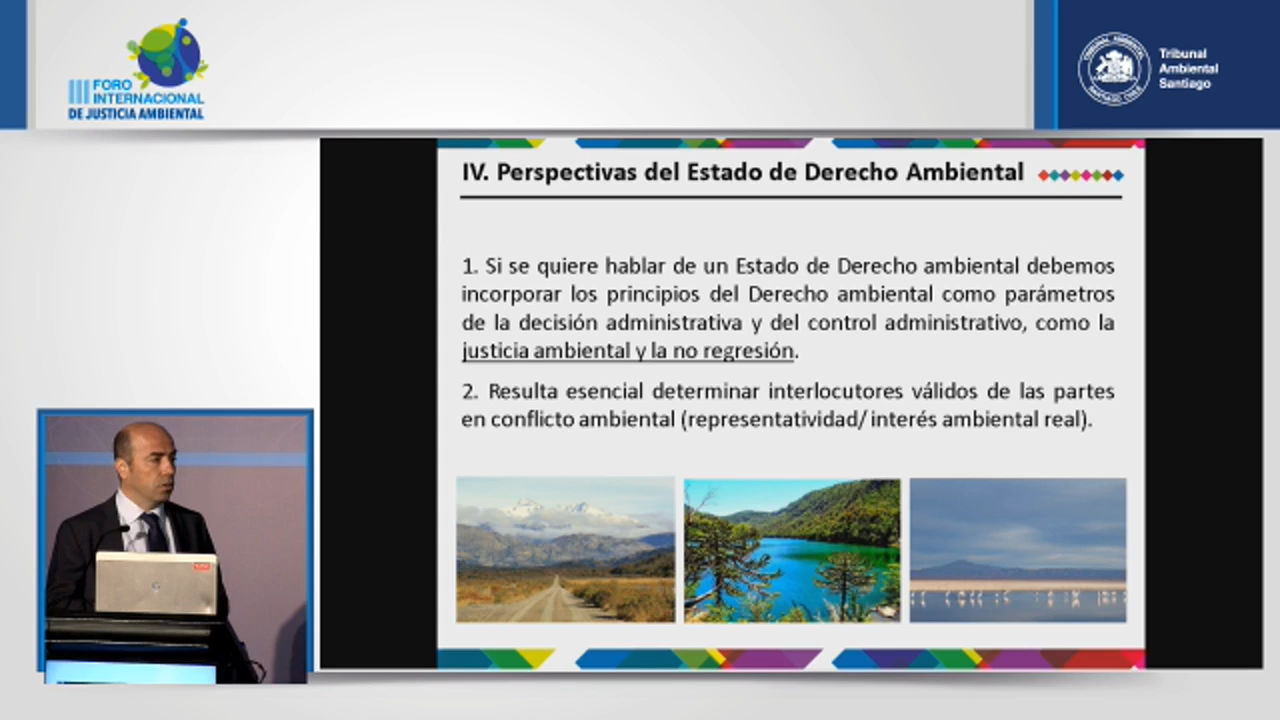 III FORO
INTERNACIONAL
DE JUSTICIA AMBIENTAL
Tribunal
Ambiental
Santiago
IV. Perspectivas del Estado de Derecho Ambiental
1. Si se quiere hablar de un Estado de Derecho ambiental debemos
incorporar los principios del Derecho ambiental como parámetros
de la decisión administrativa y del control administrativo, como la
justicia ambiental y la no regresión.
2. Resulta esencial determinar interlocutores válidos de las partes
en conflicto ambiental (representatividad/ interés ambiental real).